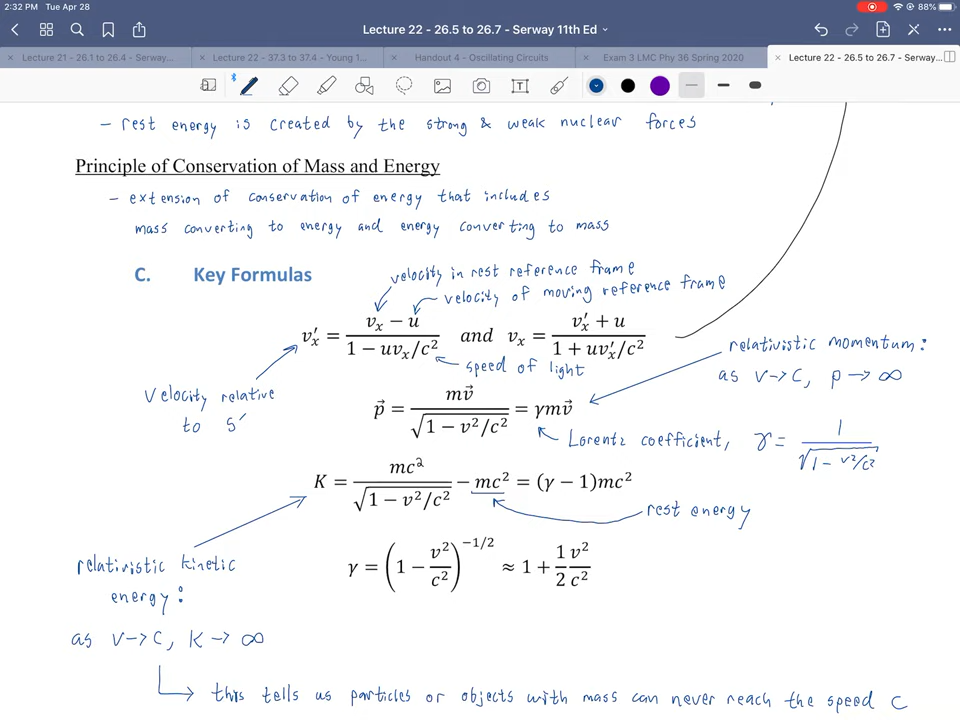 2:32 PM Tue Apr 28
88%
Lecture 22 - 26.5 to 26.7 - Serway 11th Ed
Lecture 21 - 26.1 to 26.4 - Serway...
Lecture 22 - 37.3 to 37.4 - Young 1...
Handout 4 - Oscillating Circuits
Exam 3 LMC Phy 36 Spring 2020
Lecture 22 - 26.5 to 26.7 - Serway...
- rest energy is created by the strong & weak nuclear forces
Principle of Conservation of Mass and Energy
- extension of conservation of energy that includes
mass converting to energy and energy converting to mass
C. Key Formulas
velocity in rest reference frame
velocity of moving reference frame
v′ₓ = (vₓ − u)/(1 − uvₓ/c²) and vₓ = (v′ₓ + u)/(1 + uv′ₓ/c²)
speed of light
relativistic momentum:
as v → c, p → ∞
velocity relative
to S′
p⃗ = mv⃗/√(1 − v²/c²) = γmv⃗
Lorentz coefficient, γ = 1/√(1 − v²/c²)
K = mc²/√(1 − v²/c²) − mc² = (γ − 1)mc²
rest energy
relativistic kinetic
energy:
γ = (1 − v²/c²)^(−1/2) ≈ 1 + 1/2 v²/c²
as v → c, K → ∞
this tells us particles or objects with mass can never reach the speed c